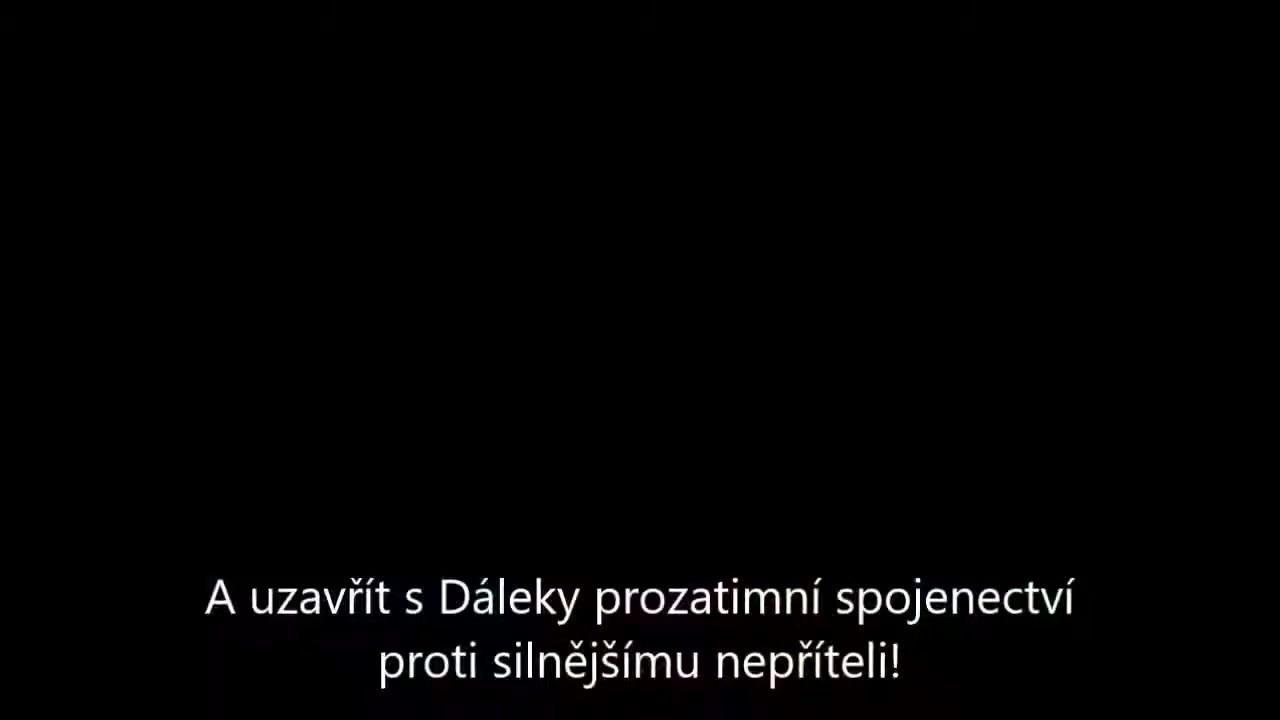 A uzavřít s Dáleky prozatimní spojenectví
proti silnějšímu nepříteli!